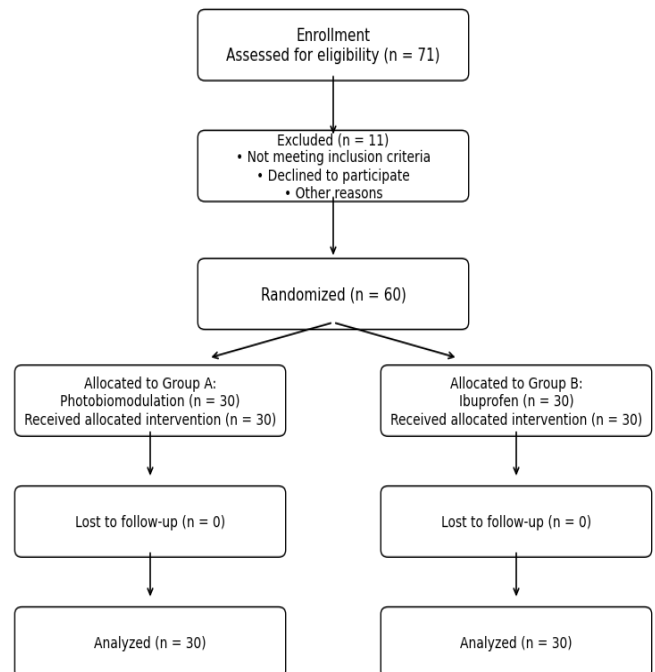 Enrollment
Assessed for eligibility (n = 71)
Excluded (n = 11)
• Not meeting inclusion criteria
• Declined to participate
• Other reasons
Randomized (n = 60)
Allocated to Group A:
Photobiomodulation (n = 30)
Received allocated intervention (n = 30)
Allocated to Group B:
Ibuprofen (n = 30)
Received allocated intervention (n = 30)
Lost to follow-up (n = 0)
Lost to follow-up (n = 0)
Analyzed (n = 30)
Analyzed (n = 30)